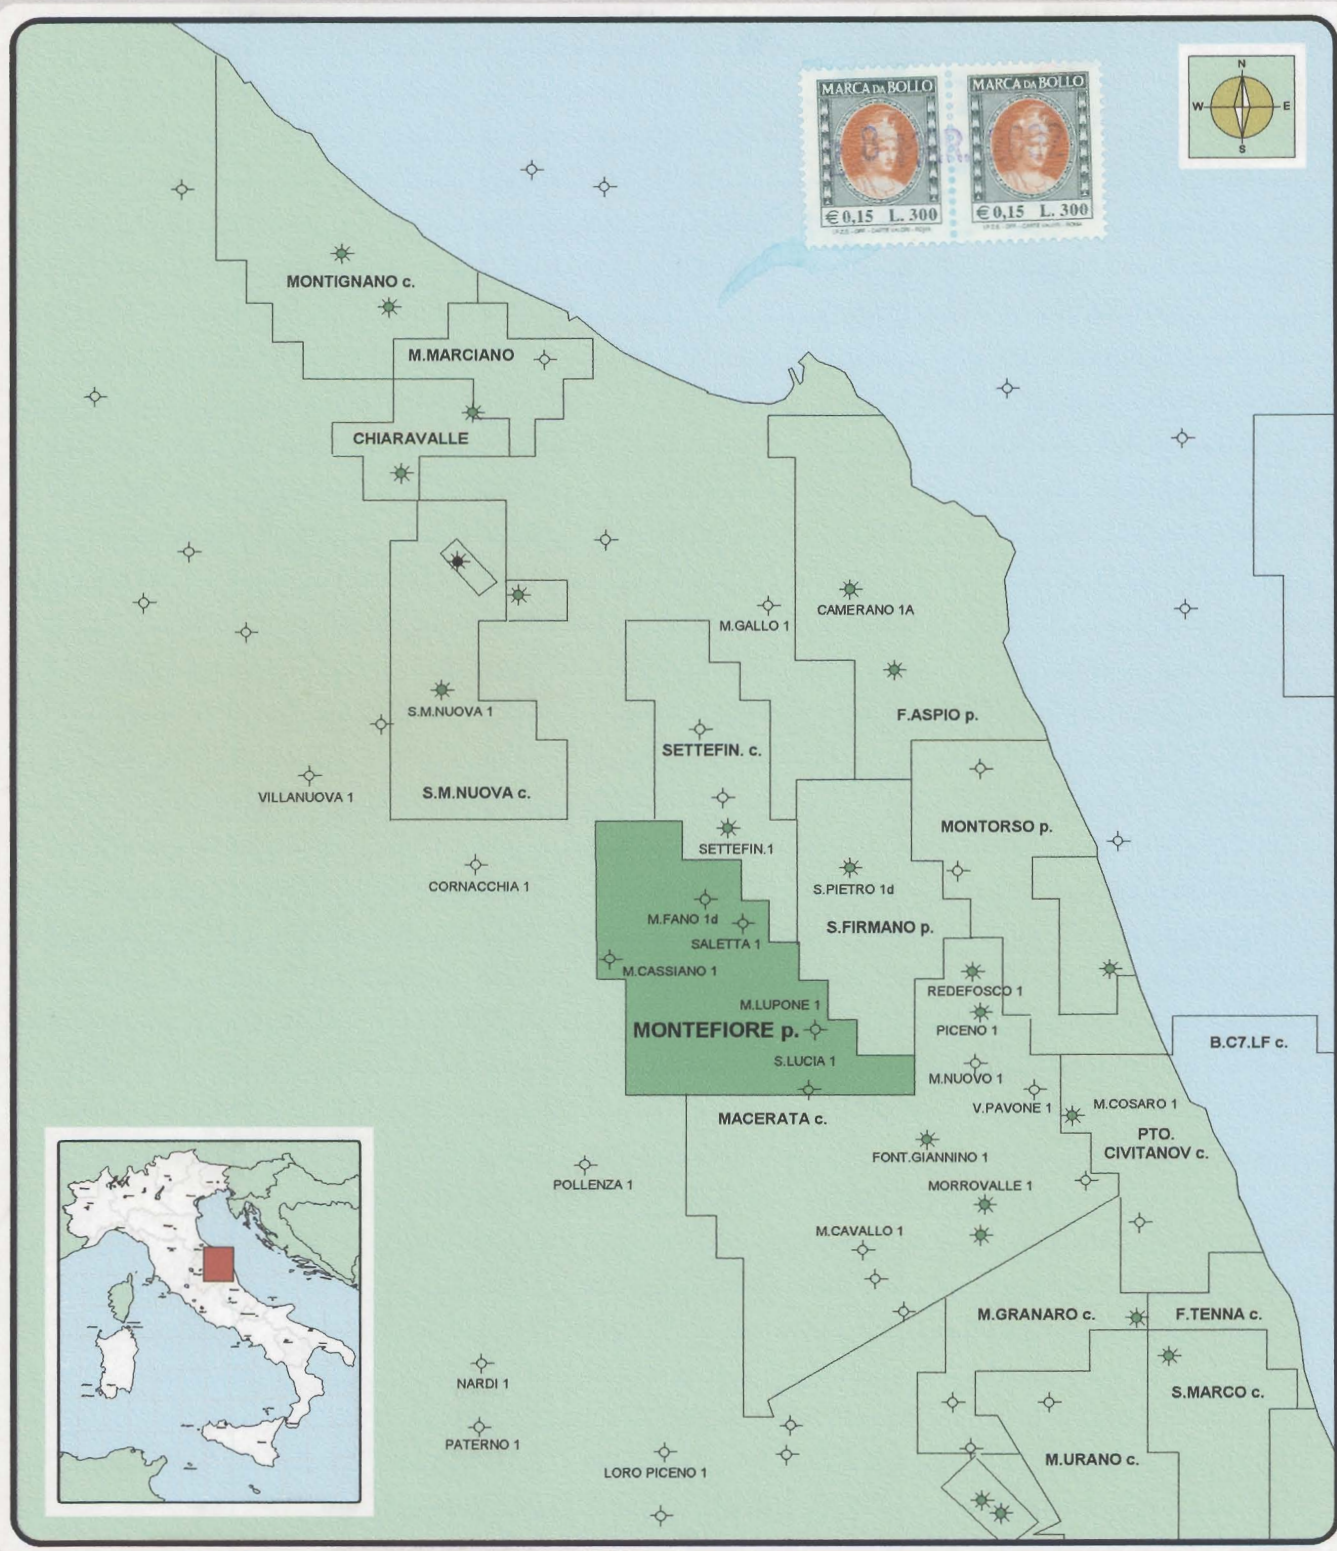 MARCA DA BOLLO
MARCA DA BOLLO
€ 0,15 L. 300
€ 0,15 L. 300
N
W
E
S
MONTIGNANO c.
M.MARCIANO
CHIARAVALLE
CAMERANO 1A
M.GALLO 1
S.M.NUOVA 1
F.ASPIO p.
SETTEFIN. c.
VILLANUOVA 1
S.M.NUOVA c.
MONTORSO p.
SETTEFIN.1
CORNACCHIA 1
S.PIETRO 1d
M.FANO 1d
S.FIRMANO p.
SALETTA 1
M.CASSIANO 1
REDEFOSCO 1
M.LUPONE 1
MONTEFIORE p.
PICENO 1
B.C7.LF c.
S.LUCIA 1
M.NUOVO 1
V.PAVONE 1
M.COSARO 1
MACERATA c.
PTO.
CIVITANOV c.
FONT.GIANNINO 1
POLLENZA 1
MORROVALLE 1
M.CAVALLO 1
M.GRANARO c.
F.TENNA c.
NARDI 1
S.MARCO c.
PATERNO 1
M.URANO c.
LORO PICENO 1